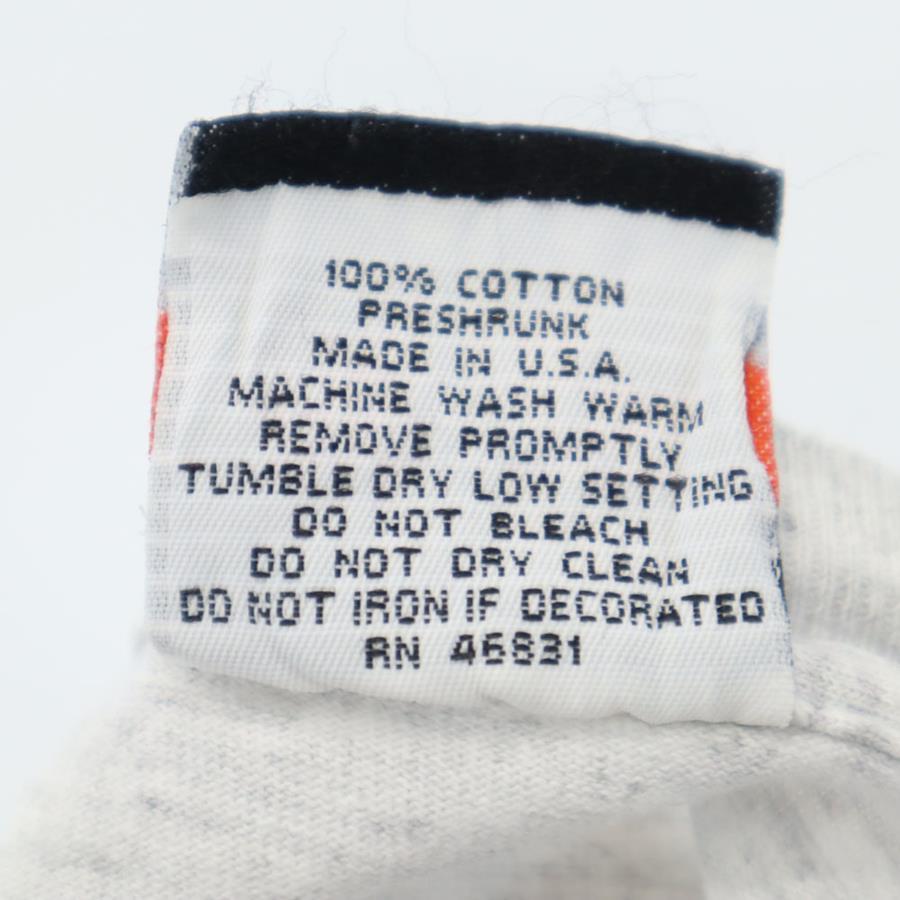 100% COTTON
PRESHRUNK
MADE IN U.S.A.
MACHINE WASH WARM
REMOVE PROMPTLY
TUMBLE DRY LOW SETTING
DO NOT BLEACH
DO NOT DRY CLEAN
DO NOT IRON IF DECORATED
RN 46831